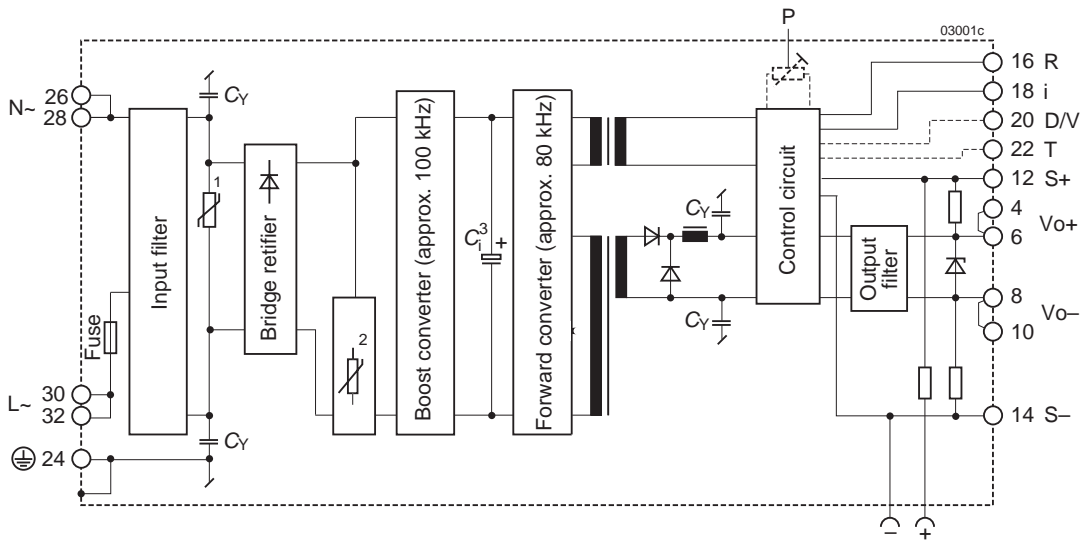 P
03001c
N~
26
28
Fuse
L~
30
32
24
Input filter
CY
1
CY
Bridge retifier
2
Boost converter (approx. 100 kHz)
Ci3
+
Forward converter (approx. 80 kHz)
CY
CY
Control circuit
Output
filter
16 R
18 i
20 D/V
22 T
12 S+
4
Vo+
6
8
Vo–
10
14 S–
–
+